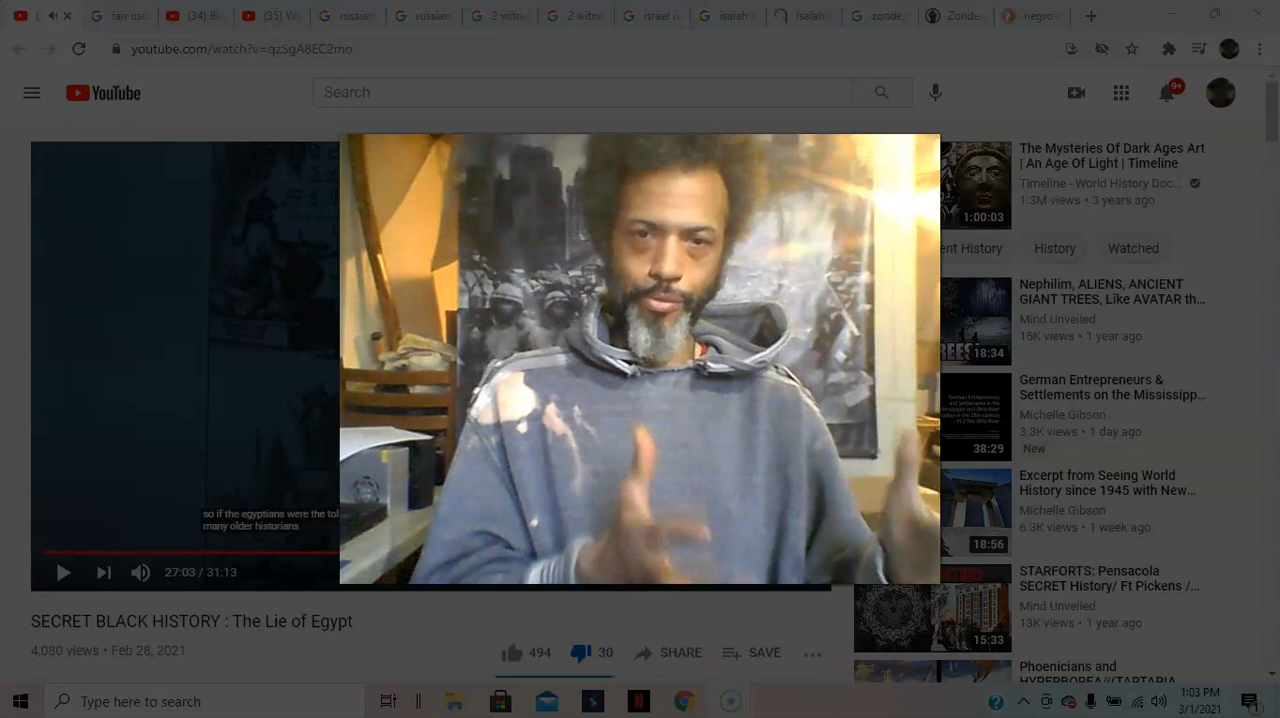 fair us
(34) Bl
(35) W
russian
russian
2 witn
2 witne
israel i
isaiah
Isaiah
zonde
Zonde
negro
youtube.com/watch?v=qzSgA8EC2mo
YouTube
Search
9+
so if the egyptians were the tol
many older historians
27:03 / 31:13
SECRET BLACK HISTORY : The Lie of Egypt
4,080 views • Feb 28, 2021
494
30
SHARE
SAVE
The Mysteries Of Dark Ages Art
| An Age Of Light | Timeline
Timeline - World History Doc...
1.3M views • 3 years ago
1:00:03
ent History
History
Watched
Nephilim, ALIENS, ANCIENT
GIANT TREES, Like AVATAR th...
Mind Unveiled
15K views • 1 year ago
REES
18:34
German Entrepreneurs &
Settlements on the Mississipp...
Michelle Gibson
3.3K views • 1 day ago
New
38:29
Excerpt from Seeing World
History since 1945 with New...
Michelle Gibson
6.3K views • 1 week ago
18:56
STARFORTS: Pensacola
SECRET History/ Ft Pickens /...
Mind Unveiled
13K views • 1 year ago
15:33
Phoenicians and
HYPERBOREA//(TARTARIA
Type here to search
1:03 PM
3/1/2021